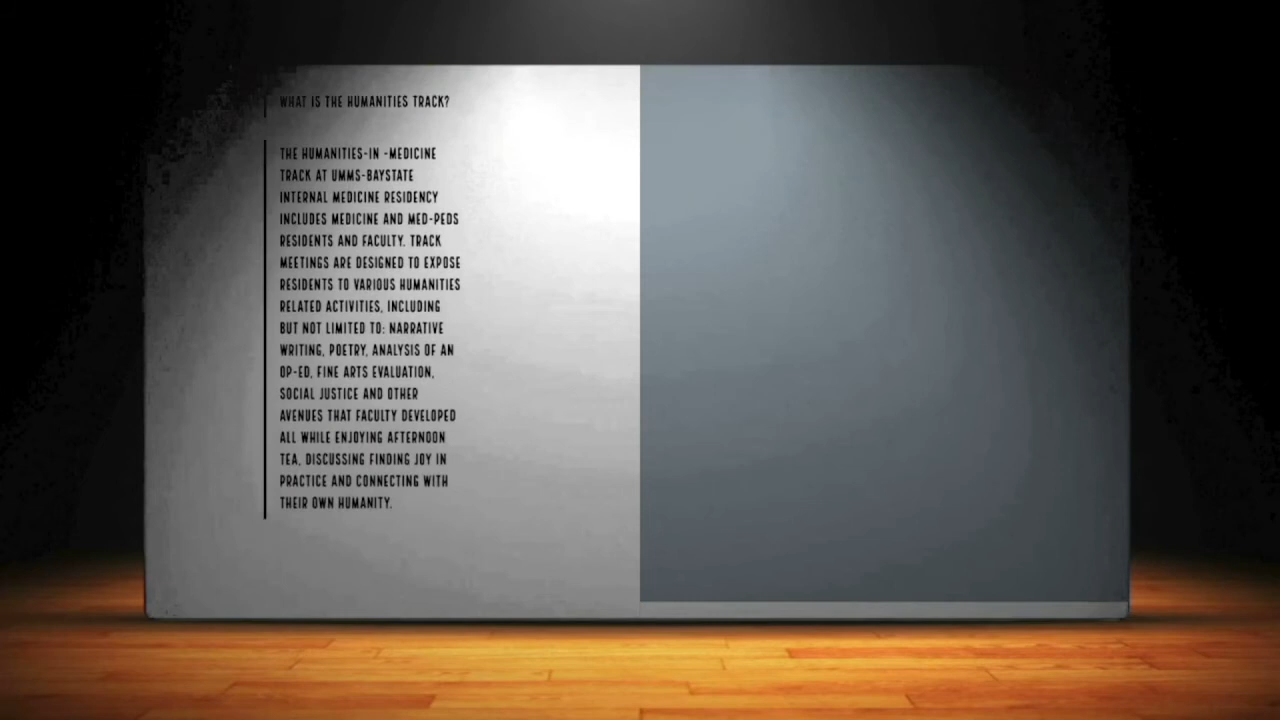 WHAT IS THE HUMANITIES TRACK?
THE HUMANITIES-IN -MEDICINE
TRACK AT UMMS-BAYSTATE
INTERNAL MEDICINE RESIDENCY
INCLUDES MEDICINE AND MED-PEDS
RESIDENTS AND FACULTY. TRACK
MEETINGS ARE DESIGNED TO EXPOSE
RESIDENTS TO VARIOUS HUMANITIES
RELATED ACTIVITIES, INCLUDING
BUT NOT LIMITED TO: NARRATIVE
WRITING, POETRY, ANALYSIS OF AN
OP-ED, FINE ARTS EVALUATION,
SOCIAL JUSTICE AND OTHER
AVENUES THAT FACULTY DEVELOPED
ALL WHILE ENJOYING AFTERNOON
TEA, DISCUSSING FINDING JOY IN
PRACTICE AND CONNECTING WITH
THEIR OWN HUMANITY.